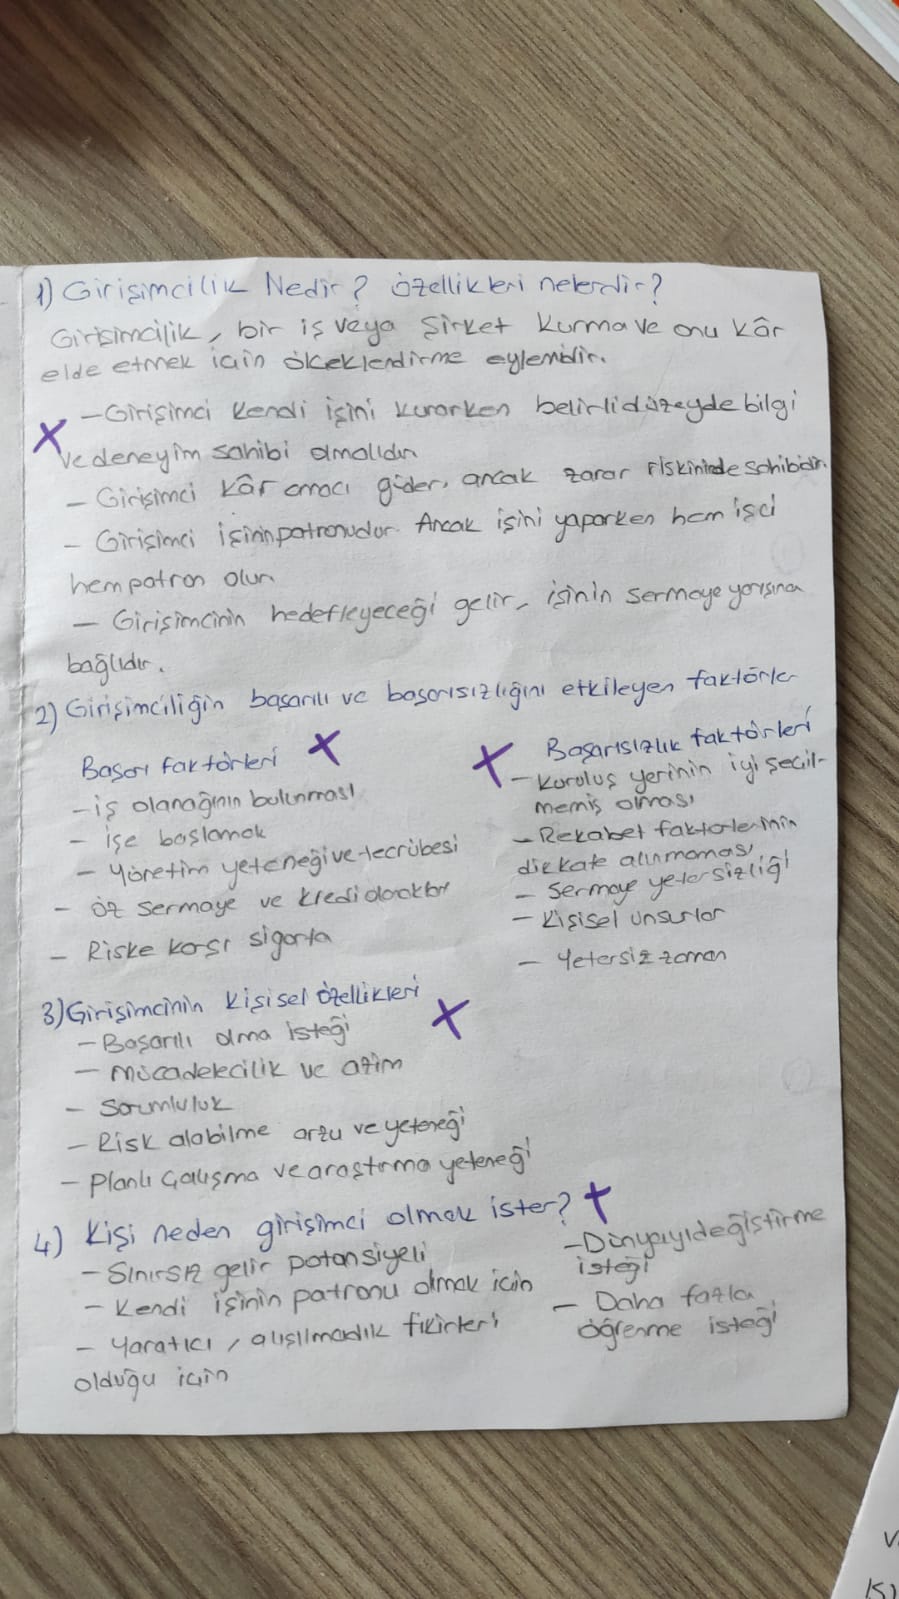 1) Girişimcilik Nedir? Özellikleri nelerdir?
Girişimcilik, bir iş veya şirket kurma ve onu kâr
elde etmek için ölçeklendirme eylemidir.
-Girişimci kendi işini kurarken belirli düzeyde bilgi
ve deneyim sahibi olmalıdır
- Girişimci kâr amacı güder, ancak zarar riskinide sahibidir.
- Girişimci işinin patronudur. Ancak işini yaparken hem işçi
hem patron olur.
- Girişimcinin hedefleyeceği gelir, işinin sermaye yapısına
bağlıdır.
2) Girişimciliğin başarılı ve başarısızlığını etkileyen faktörler
Başarı faktörleri
-iş olanağının bulunması
- işe başlamak
- Yönetim yeteneği ve tecrübesi
- Öz sermaye ve kredi olanakları
- Riske karşı sigorta
Başarısızlık faktörleri
- Kuruluş yerinin iyi seçil-
memiş olması
- Rekabet faktörlerinin
dikkate alınmaması
- Sermaye yetersizliği
- Kişisel unsurlar
- Yetersiz zaman
3) Girişimcinin Kişisel özellikleri
- Başarılı olma isteği
- Mücadelecilik ve azim
- Sorumluluk
- Risk alabilme arzu ve yeteneği
- Planlı çalışma ve araştırma yeteneği
4) Kişi neden girişimci olmak ister?
- Sınırsız gelir potansiyeli
- Kendi işinin patronu olmak için
- Yaratıcı, alışılmadık fikirleri
olduğu için
-Dünyayı değiştirme
isteği
- Daha fazla
öğrenme isteği